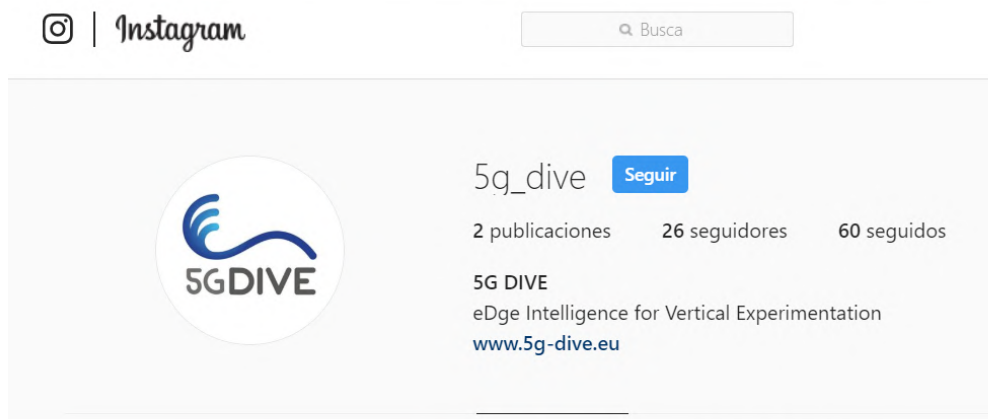 Instagram
Busca
5g_dive Seguir
2 publicaciones 26 seguidores 60 seguidos
5GDIVE
5G DIVE
eDge Intelligence for Vertical Experimentation
www.5g-dive.eu